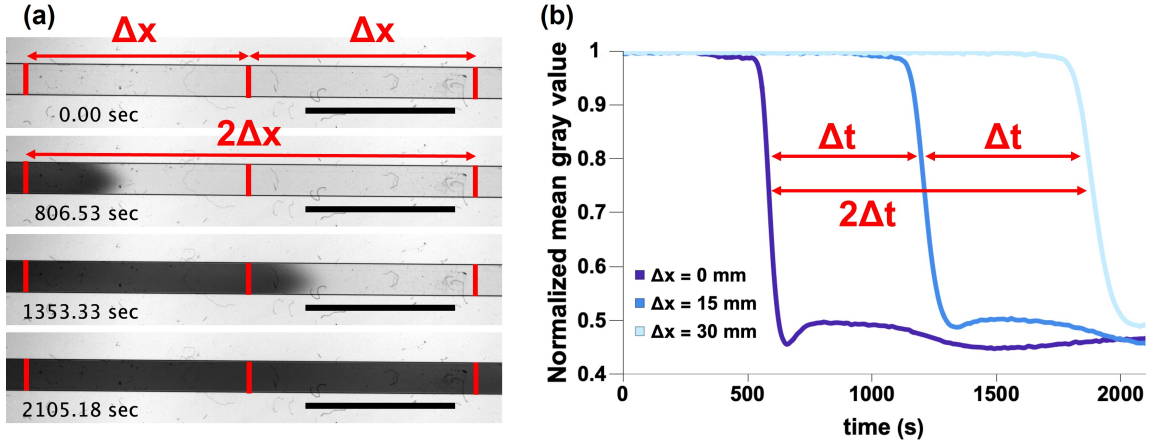 (a)
Δx Δx
0.00 sec
2Δx
806.53 sec
1353.33 sec
2105.18 sec
(b)
Normalized mean gray value
1
0.9
0.8
0.7
0.6
0.5
0.4
Δt Δt
2Δt
Δx = 0 mm
Δx = 15 mm
Δx = 30 mm
0 500 1000 1500 2000
time (s)